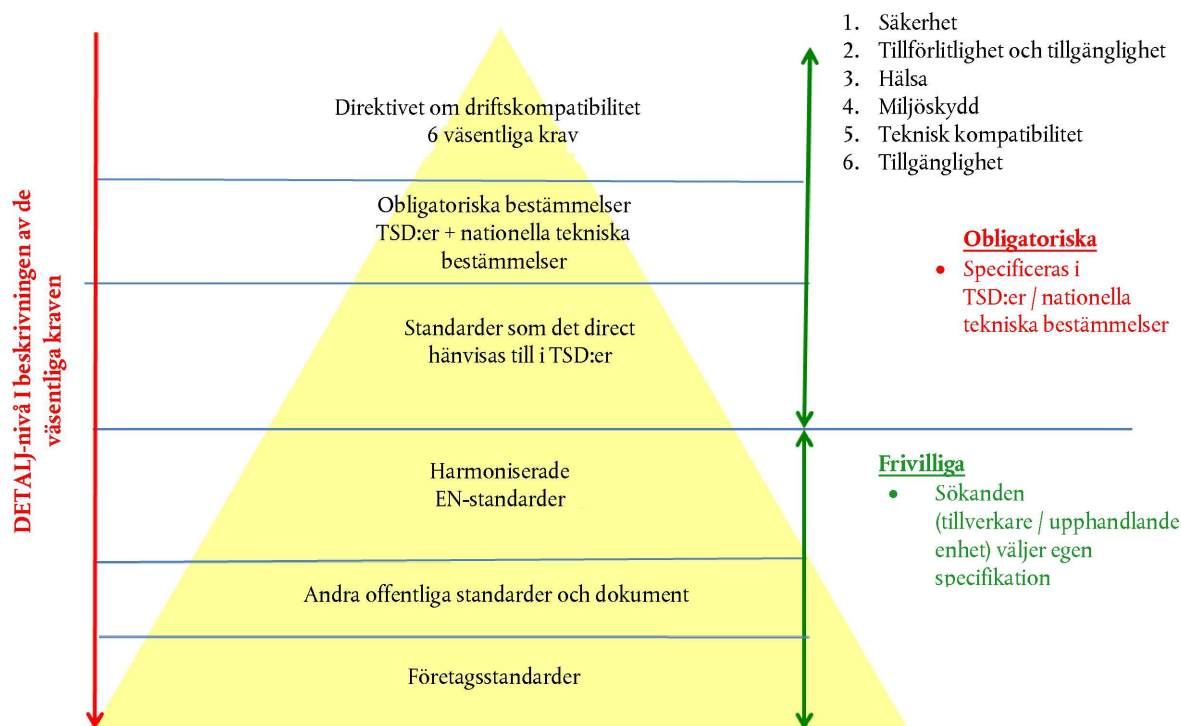 DETALJ-nivå I beskrivningen av de
väsentliga kraven
Direktivet om driftskompatibilitet
6 väsentliga krav
Obligatoriska bestämmelser
TSD:er + nationella tekniska
bestämmelser
Standarder som det direct
hänvisas till i TSD:er
Harmoniserade
EN-standarder
Andra offentliga standarder och dokument
Företagsstandarder
1. Säkerhet
2. Tillförlitlighet och tillgänglighet
3. Hälsa
4. Miljöskydd
5. Teknisk kompatibilitet
6. Tillgänglighet
Obligatoriska
• Specificeras i
TSD:er / nationella
tekniska bestämmelser
Frivilliga
• Sökanden
(tillverkare / upphandlande
enhet) väljer egen
specifikation